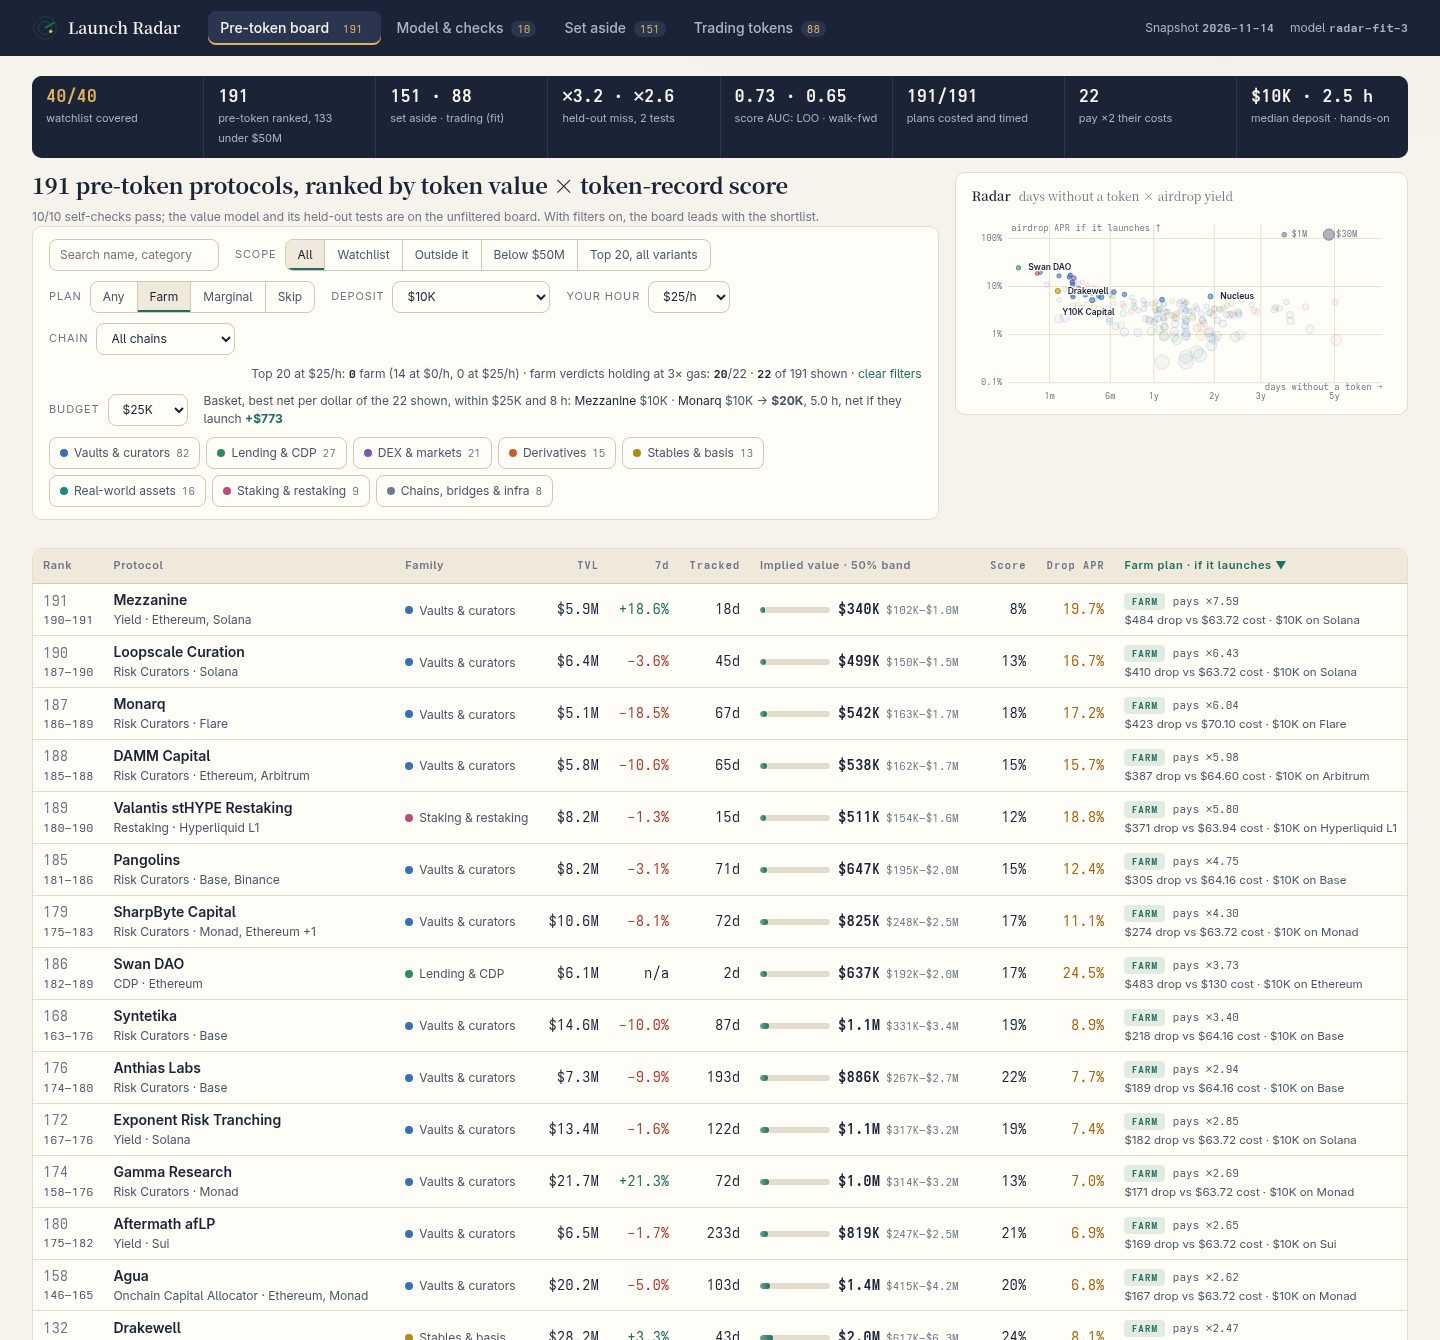 Launch Radar
Pre-token board 191
Model & checks 10
Set aside 151
Trading tokens 88
Snapshot 2026-11-14 model radar-fit-3
40/40
watchlist covered
191
pre-token ranked, 133
under $50M
151 · 88
set aside · trading (fit)
×3.2 · ×2.6
held-out miss, 2 tests
0.73 · 0.65
score AUC: LOO · walk-fwd
191/191
plans costed and timed
22
pay ×2 their costs
$10K · 2.5 h
median deposit · hands-on
191 pre-token protocols, ranked by token value × token-record score
10/10 self-checks pass; the value model and its held-out tests are on the unfiltered board. With filters on, the board leads with the shortlist.
Search name, category
SCOPE All Watchlist Outside it Below $50M Top 20, all variants
PLAN Any Farm Marginal Skip DEPOSIT $10K YOUR HOUR $25/h
CHAIN All chains
Top 20 at $25/h: 0 farm (14 at $0/h, 0 at $25/h) · farm verdicts holding at 3× gas: 20/22 · 22 of 191 shown · clear filters
BUDGET $25K Basket, best net per dollar of the 22 shown, within $25K and 8 h: Mezzanine $10K · Monarq $10K → $20K, 5.0 h, net if they
launch +$773
Vaults & curators 82 Lending & CDP 27 DEX & markets 21 Derivatives 15 Stables & basis 13
Real-world assets 16 Staking & restaking 9 Chains, bridges & infra 8
Radar days without a token × airdrop yield
airdrop APR if it launches ↑
$1M $30M
100%
10%
1%
0.1%
Swan DAO
Drakewell
Y10K Capital
Nucleus
days without a token →
1m 6m 1y 2y 3y 5y
Rank Protocol Family TVL 7d Tracked Implied value · 50% band Score Drop APR Farm plan · if it launches ▼
191 Mezzanine Vaults & curators $5.9M +18.6% 18d $340K $102K–$1.0M 8% 19.7% FARM pays ×7.59
190–191 Yield · Ethereum, Solana $484 drop vs $63.72 cost · $10K on Solana
190 Loopscale Curation Vaults & curators $6.4M −3.6% 45d $499K $150K–$1.5M 13% 16.7% FARM pays ×6.43
187–190 Risk Curators · Solana $410 drop vs $63.72 cost · $10K on Solana
187 Monarq Vaults & curators $5.1M −18.5% 67d $542K $163K–$1.7M 18% 17.2% FARM pays ×6.04
186–189 Risk Curators · Flare $423 drop vs $70.10 cost · $10K on Flare
188 DAMM Capital Vaults & curators $5.8M −10.6% 65d $538K $162K–$1.7M 15% 15.7% FARM pays ×5.98
185–188 Risk Curators · Ethereum, Arbitrum $387 drop vs $64.60 cost · $10K on Arbitrum
189 Valantis stHYPE Restaking Staking & restaking $8.2M −1.3% 15d $511K $154K–$1.6M 12% 18.8% FARM pays ×5.80
180–190 Restaking · Hyperliquid L1 $371 drop vs $63.94 cost · $10K on Hyperliquid L1
185 Pangolins Vaults & curators $8.2M −3.1% 71d $647K $195K–$2.0M 15% 12.4% FARM pays ×4.75
181–186 Risk Curators · Base, Binance $305 drop vs $64.16 cost · $10K on Base
179 SharpByte Capital Vaults & curators $10.6M −8.1% 72d $825K $248K–$2.5M 17% 11.1% FARM pays ×4.30
175–183 Risk Curators · Monad, Ethereum +1 $274 drop vs $63.72 cost · $10K on Monad
186 Swan DAO Lending & CDP $6.1M n/a 2d $637K $192K–$2.0M 17% 24.5% FARM pays ×3.73
182–189 CDP · Ethereum $483 drop vs $130 cost · $10K on Ethereum
168 Syntetika Vaults & curators $14.6M −10.0% 87d $1.1M $331K–$3.4M 19% 8.9% FARM pays ×3.40
163–176 Risk Curators · Base $218 drop vs $64.16 cost · $10K on Base
176 Anthias Labs Vaults & curators $7.3M −9.9% 193d $886K $267K–$2.7M 22% 7.7% FARM pays ×2.94
174–180 Risk Curators · Base $189 drop vs $64.16 cost · $10K on Base
172 Exponent Risk Tranching Vaults & curators $13.4M −1.6% 122d $1.1M $317K–$3.2M 19% 7.4% FARM pays ×2.85
167–176 Yield · Solana $182 drop vs $63.72 cost · $10K on Solana
174 Gamma Research Vaults & curators $21.7M +21.3% 72d $1.0M $314K–$3.2M 13% 7.0% FARM pays ×2.69
158–176 Risk Curators · Monad $171 drop vs $63.72 cost · $10K on Monad
180 Aftermath afLP Vaults & curators $6.5M −1.7% 233d $819K $247K–$2.5M 21% 6.9% FARM pays ×2.65
175–182 Yield · Sui $169 drop vs $63.72 cost · $10K on Sui
158 Agua Vaults & curators $20.2M −5.0% 103d $1.4M $415K–$4.2M 20% 6.8% FARM pays ×2.62
146–165 Onchain Capital Allocator · Ethereum, Monad $167 drop vs $63.72 cost · $10K on Monad
132 Drakewell Stables & basis $28.2M +3.3% 43d $2.0M $617K–$6.3M 24% 8.1% FARM pays ×2.47